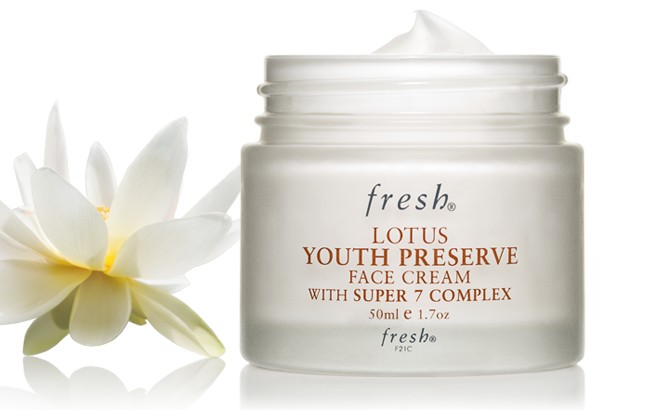 fresh®
LOTUS
YOUTH PRESERVE
FACE CREAM
WITH SUPER 7 COMPLEX
50ml e 1.7oz
fresh®
F21C